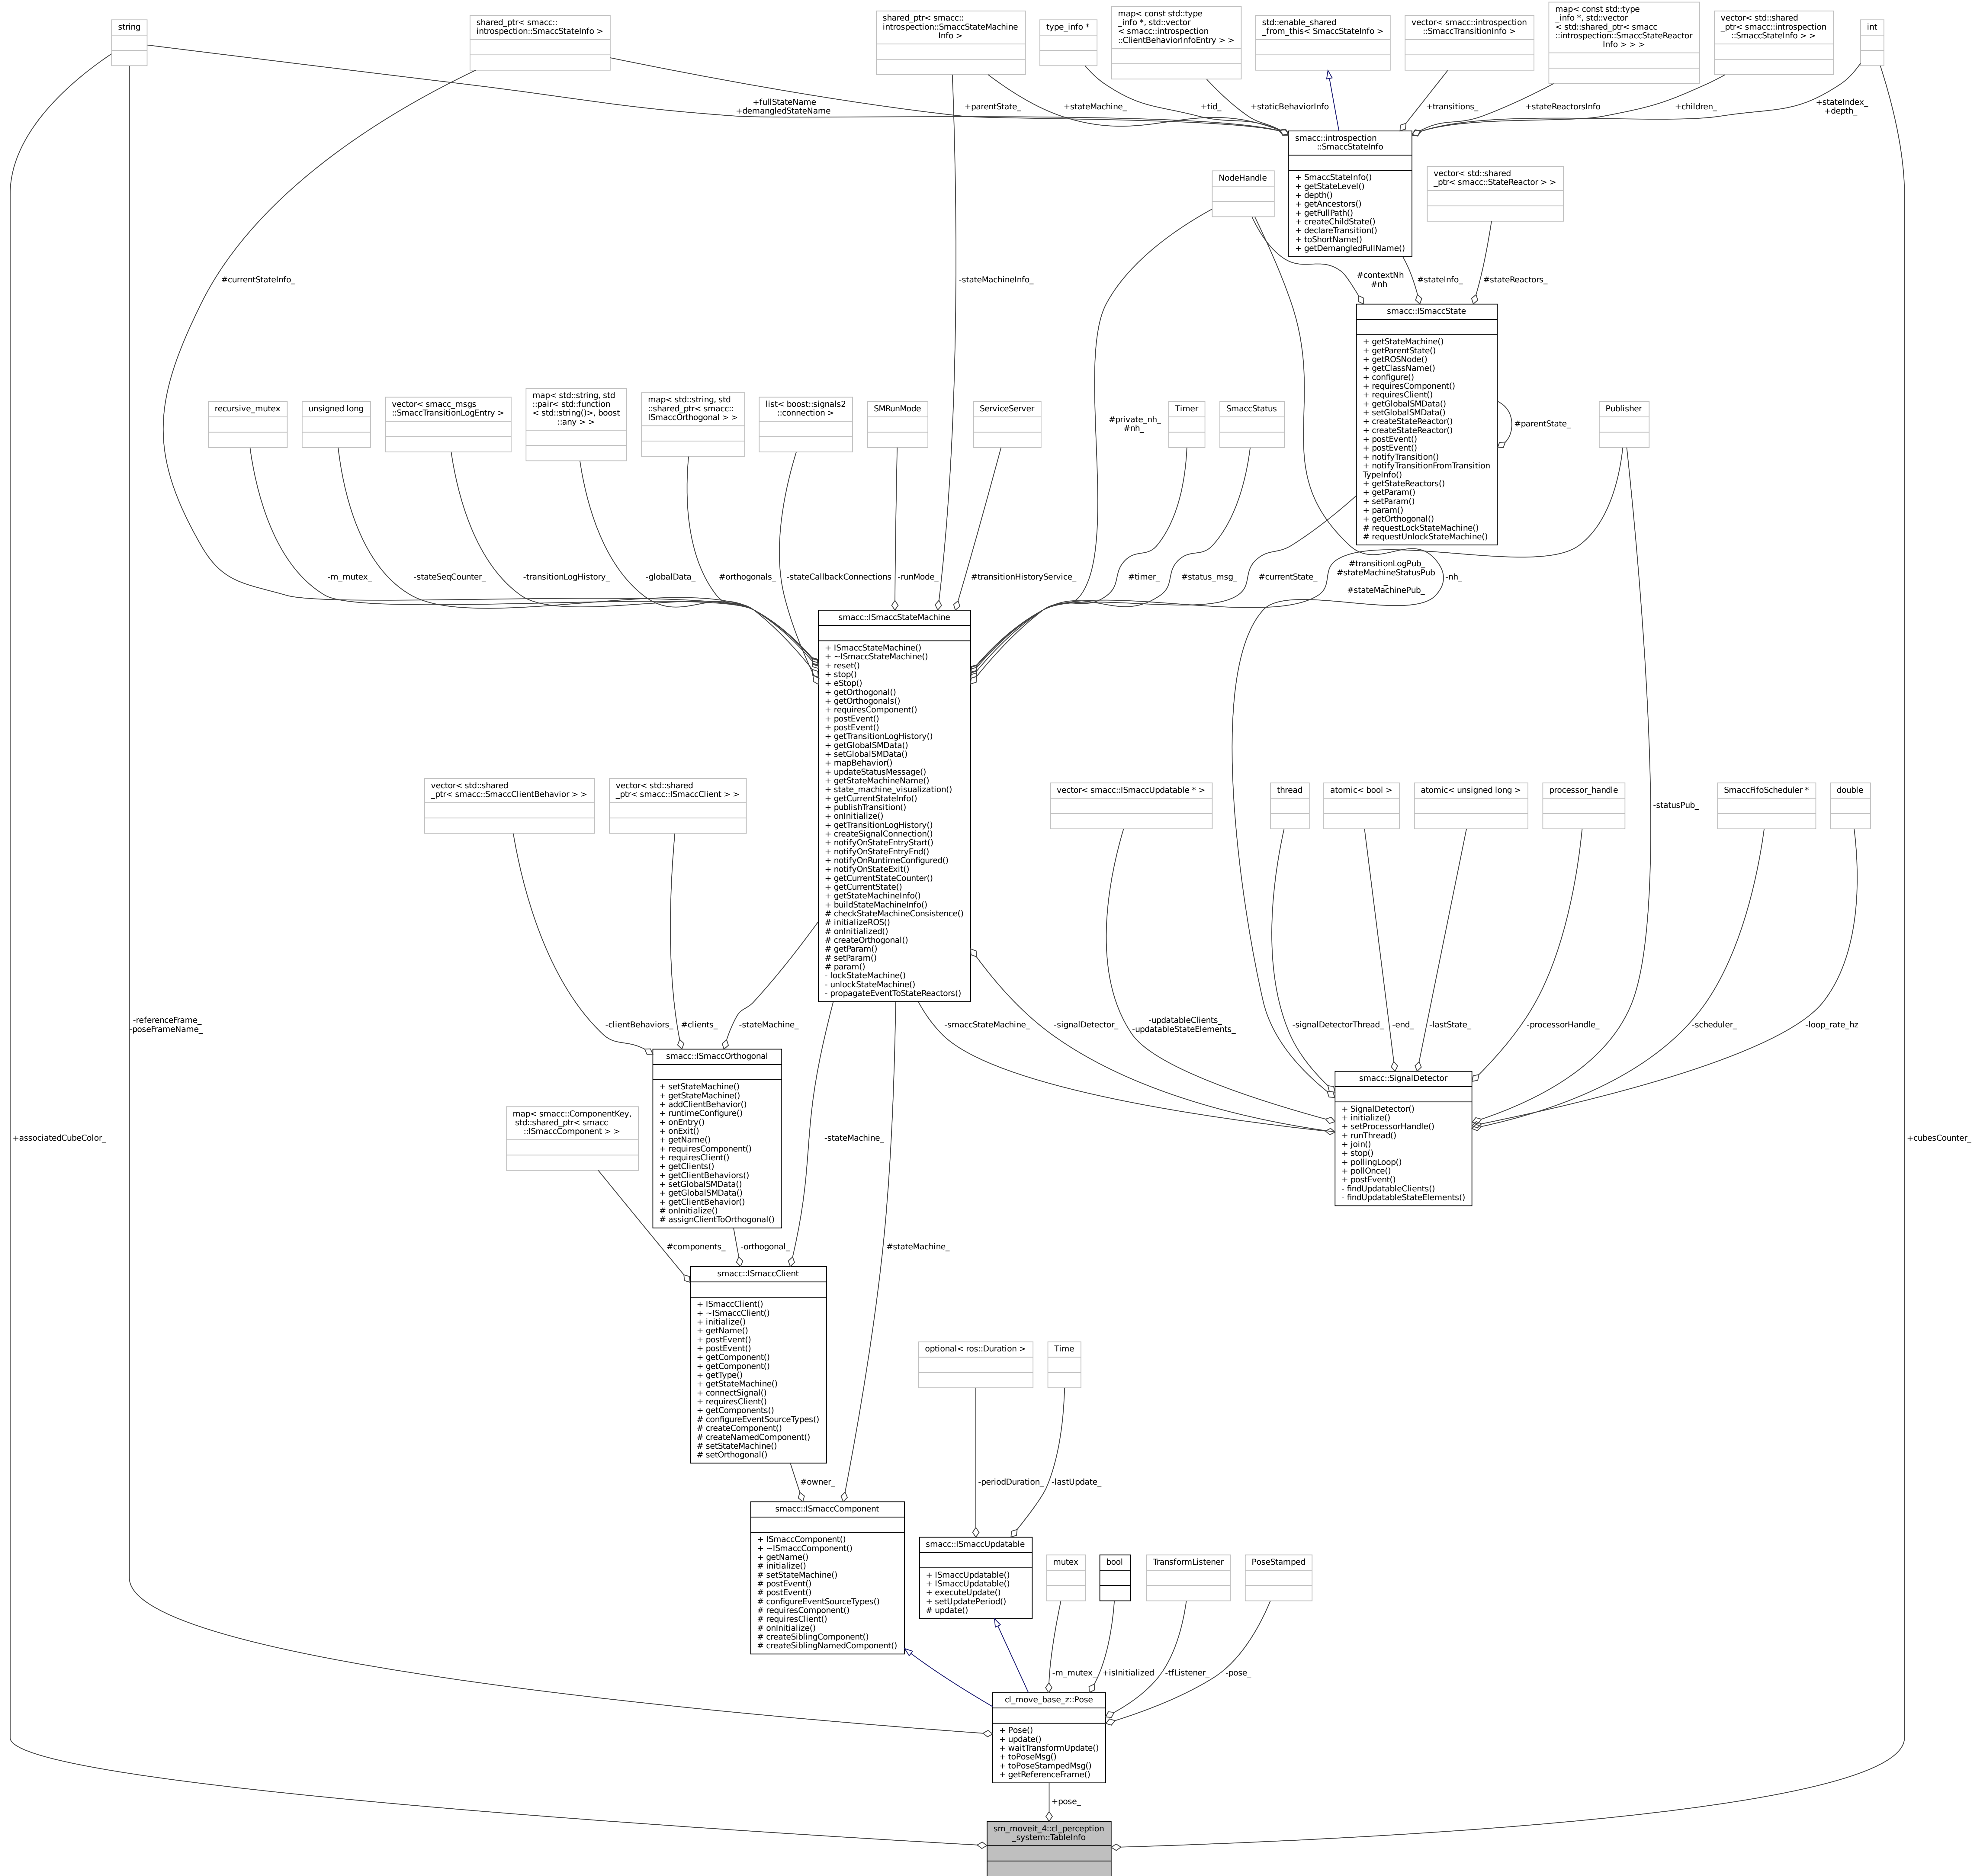 string
shared_ptr< smacc::
introspection::SmaccStateInfo >
shared_ptr< smacc::
introspection::SmaccStateMachine
Info >
type_info *
map< const std::type
_info *, std::vector
< smacc::introspection
::ClientBehaviorInfoEntry > >
std::enable_shared
_from_this< SmaccStateInfo >
vector< smacc::introspection
::SmaccTransitionInfo >
map< const std::type
_info *, std::vector
< std::shared_ptr< smacc
::introspection::SmaccStateReactor
Info > > >
vector< std::shared
_ptr< smacc::introspection
::SmaccStateInfo > >
int
+fullStateName
+demangledStateName
+parentState_
+stateMachine_
+tid_
+staticBehaviorInfo
+transitions_
+stateReactorsInfo
+children_
+stateIndex_
+depth_
smacc::introspection
::SmaccStateInfo
+ SmaccStateInfo()
+ getStateLevel()
+ depth()
+ getAncestors()
+ getFullPath()
+ createChildState()
+ declareTransition()
+ toShortName()
+ getDemangledFullName()
NodeHandle
vector< std::shared
_ptr< smacc::StateReactor > >
#currentStateInfo_
-stateMachineInfo_
#contextNh
#nh
#stateInfo_
#stateReactors_
smacc::ISmaccState
+ getStateMachine()
+ getParentState()
+ getROSNode()
+ getClassName()
+ configure()
+ requiresComponent()
+ requiresClient()
+ getGlobalSMData()
+ setGlobalSMData()
+ createStateReactor()
+ createStateReactor()
+ postEvent()
+ postEvent()
+ notifyTransition()
+ notifyTransitionFromTransition
TypeInfo()
+ getStateReactors()
+ getParam()
+ setParam()
+ param()
+ getOrthogonal()
# requestLockStateMachine()
# requestUnlockStateMachine()
#parentState_
recursive_mutex
unsigned long
vector< smacc_msgs
::SmaccTransitionLogEntry >
map< std::string, std
::pair< std::function
< std::string()>, boost
::any > >
map< std::string, std
::shared_ptr< smacc::
ISmaccOrthogonal > >
list< boost::signals2
::connection >
SMRunMode
ServiceServer
#private_nh_
#nh_
Timer
SmaccStatus
Publisher
-m_mutex_
-stateSeqCounter_
-transitionLogHistory_
-globalData_
#orthogonals_
-stateCallbackConnections
-runMode_
#transitionHistoryService_
#timer_
#status_msg_
#currentState_
#transitionLogPub_
#stateMachineStatusPub
_
#stateMachinePub_
-nh_
smacc::ISmaccStateMachine
+ ISmaccStateMachine()
+ ~ISmaccStateMachine()
+ reset()
+ stop()
+ eStop()
+ getOrthogonal()
+ getOrthogonals()
+ requiresComponent()
+ postEvent()
+ postEvent()
+ getTransitionLogHistory()
+ getGlobalSMData()
+ setGlobalSMData()
+ mapBehavior()
+ updateStatusMessage()
+ getStateMachineName()
+ state_machine_visualization()
+ getCurrentStateInfo()
+ publishTransition()
+ onInitialize()
+ getTransitionLogHistory()
+ createSignalConnection()
+ notifyOnStateEntryStart()
+ notifyOnStateEntryEnd()
+ notifyOnRuntimeConfigured()
+ notifyOnStateExit()
+ getCurrentStateCounter()
+ getCurrentState()
+ getStateMachineInfo()
+ buildStateMachineInfo()
# checkStateMachineConsistence()
# initializeROS()
# onInitialized()
# createOrthogonal()
# getParam()
# setParam()
# param()
- lockStateMachine()
- unlockStateMachine()
- propagateEventToStateReactors()
vector< std::shared
_ptr< smacc::SmaccClientBehavior > >
vector< std::shared
_ptr< smacc::ISmaccClient > >
vector< smacc::ISmaccUpdatable * >
thread
atomic< bool >
atomic< unsigned long >
processor_handle
-statusPub_
SmaccFifoScheduler *
double
-referenceFrame_
-poseFrameName_
-clientBehaviors_
#clients_
-stateMachine_
-smaccStateMachine_
-signalDetector_
-updatableClients_
-updatableStateElements_
-signalDetectorThread_
-end_
-lastState_
-processorHandle_
-scheduler_
-loop_rate_hz
smacc::ISmaccOrthogonal
+ setStateMachine()
+ getStateMachine()
+ addClientBehavior()
+ runtimeConfigure()
+ onEntry()
+ onExit()
+ getName()
+ requiresComponent()
+ requiresClient()
+ getClients()
+ getClientBehaviors()
+ setGlobalSMData()
+ getGlobalSMData()
+ getClientBehavior()
# onInitialize()
# assignClientToOrthogonal()
smacc::SignalDetector
+ SignalDetector()
+ initialize()
+ setProcessorHandle()
+ runThread()
+ join()
+ stop()
+ pollingLoop()
+ pollOnce()
+ postEvent()
- findUpdatableClients()
- findUpdatableStateElements()
map< smacc::ComponentKey,
std::shared_ptr< smacc
::ISmaccComponent > >
+associatedCubeColor_
-stateMachine_
+cubesCounter_
#components_
-orthogonal_
#stateMachine_
smacc::ISmaccClient
+ ISmaccClient()
+ ~ISmaccClient()
+ initialize()
+ getName()
+ postEvent()
+ postEvent()
+ getComponent()
+ getComponent()
+ getType()
+ getStateMachine()
+ connectSignal()
+ requiresClient()
+ getComponents()
# configureEventSourceTypes()
# createComponent()
# createNamedComponent()
# setStateMachine()
# setOrthogonal()
optional< ros::Duration >
Time
#owner_
-periodDuration_
-lastUpdate_
smacc::ISmaccComponent
+ ISmaccComponent()
+ ~ISmaccComponent()
+ getName()
# initialize()
# setStateMachine()
# postEvent()
# postEvent()
# configureEventSourceTypes()
# requiresComponent()
# requiresClient()
# onInitialize()
# createSiblingComponent()
# createSiblingNamedComponent()
smacc::ISmaccUpdatable
+ ISmaccUpdatable()
+ ISmaccUpdatable()
+ executeUpdate()
+ setUpdatePeriod()
# update()
mutex
bool
TransformListener
PoseStamped
-m_mutex_
+isInitialized
-tfListener_
-pose_
cl_move_base_z::Pose
+ Pose()
+ update()
+ waitTransformUpdate()
+ toPoseMsg()
+ toPoseStampedMsg()
+ getReferenceFrame()
+pose_
sm_moveit_4::cl_perception
_system::TableInfo